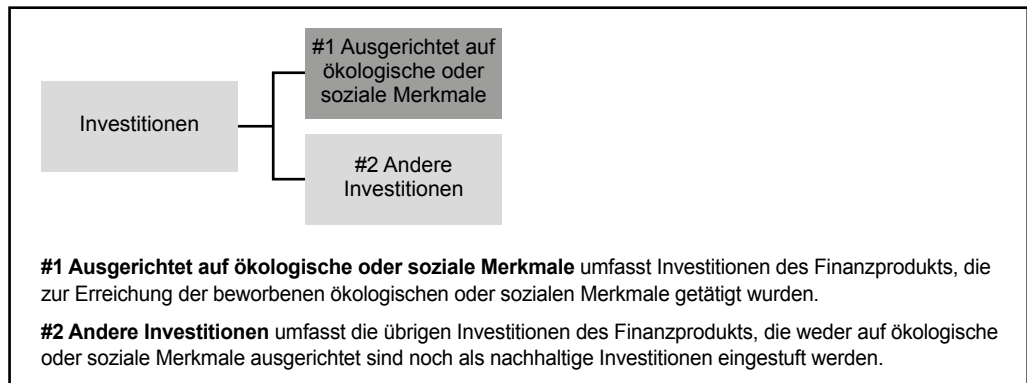 #1 Ausgerichtet auf
ökologische oder
soziale Merkmale
Investitionen
#2 Andere
Investitionen
#1 Ausgerichtet auf ökologische oder soziale Merkmale umfasst Investitionen des Finanzprodukts, die
zur Erreichung der beworbenen ökologischen oder sozialen Merkmale getätigt wurden.
#2 Andere Investitionen umfasst die übrigen Investitionen des Finanzprodukts, die weder auf ökologische
oder soziale Merkmale ausgerichtet sind noch als nachhaltige Investitionen eingestuft werden.